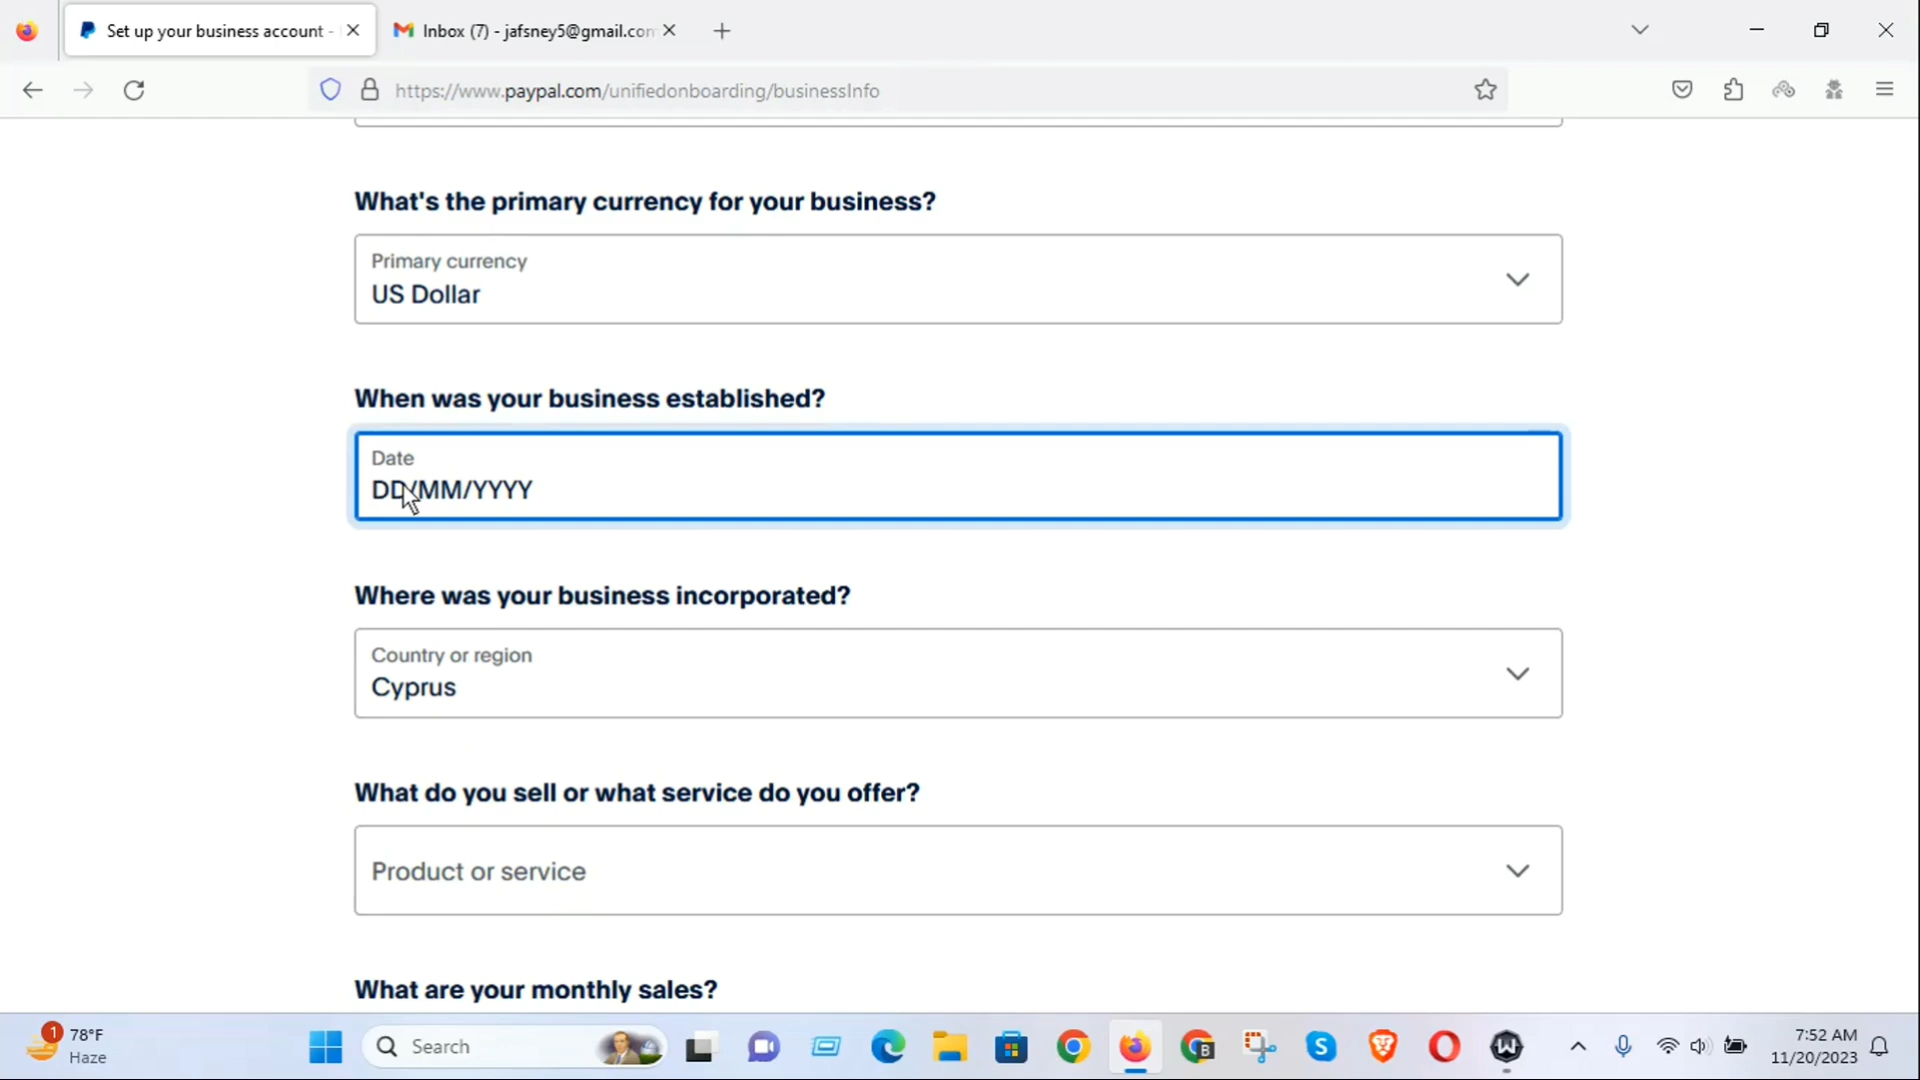 Set up your business account -
Inbox (7) - jafsney5@gmail.com
https://www.paypal.com/unifiedonboarding/businessInfo
What's the primary currency for your business?
Primary currency
US Dollar
When was your business established?
Date
DD/MM/YYYY
Where was your business incorporated?
Country or region
Cyprus
What do you sell or what service do you offer?
Product or service
What are your monthly sales?
1
78°F
Haze
Search
B
7:52 AM
11/20/2023